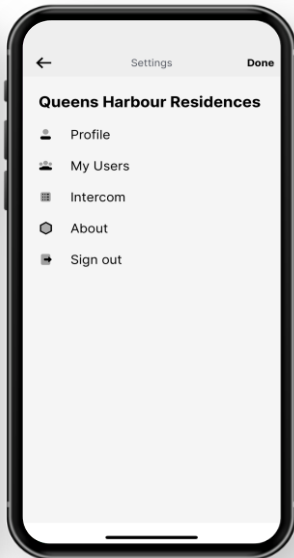 Settings
Done
Queens Harbour Residences
Profile
My Users
Intercom
About
Sign out